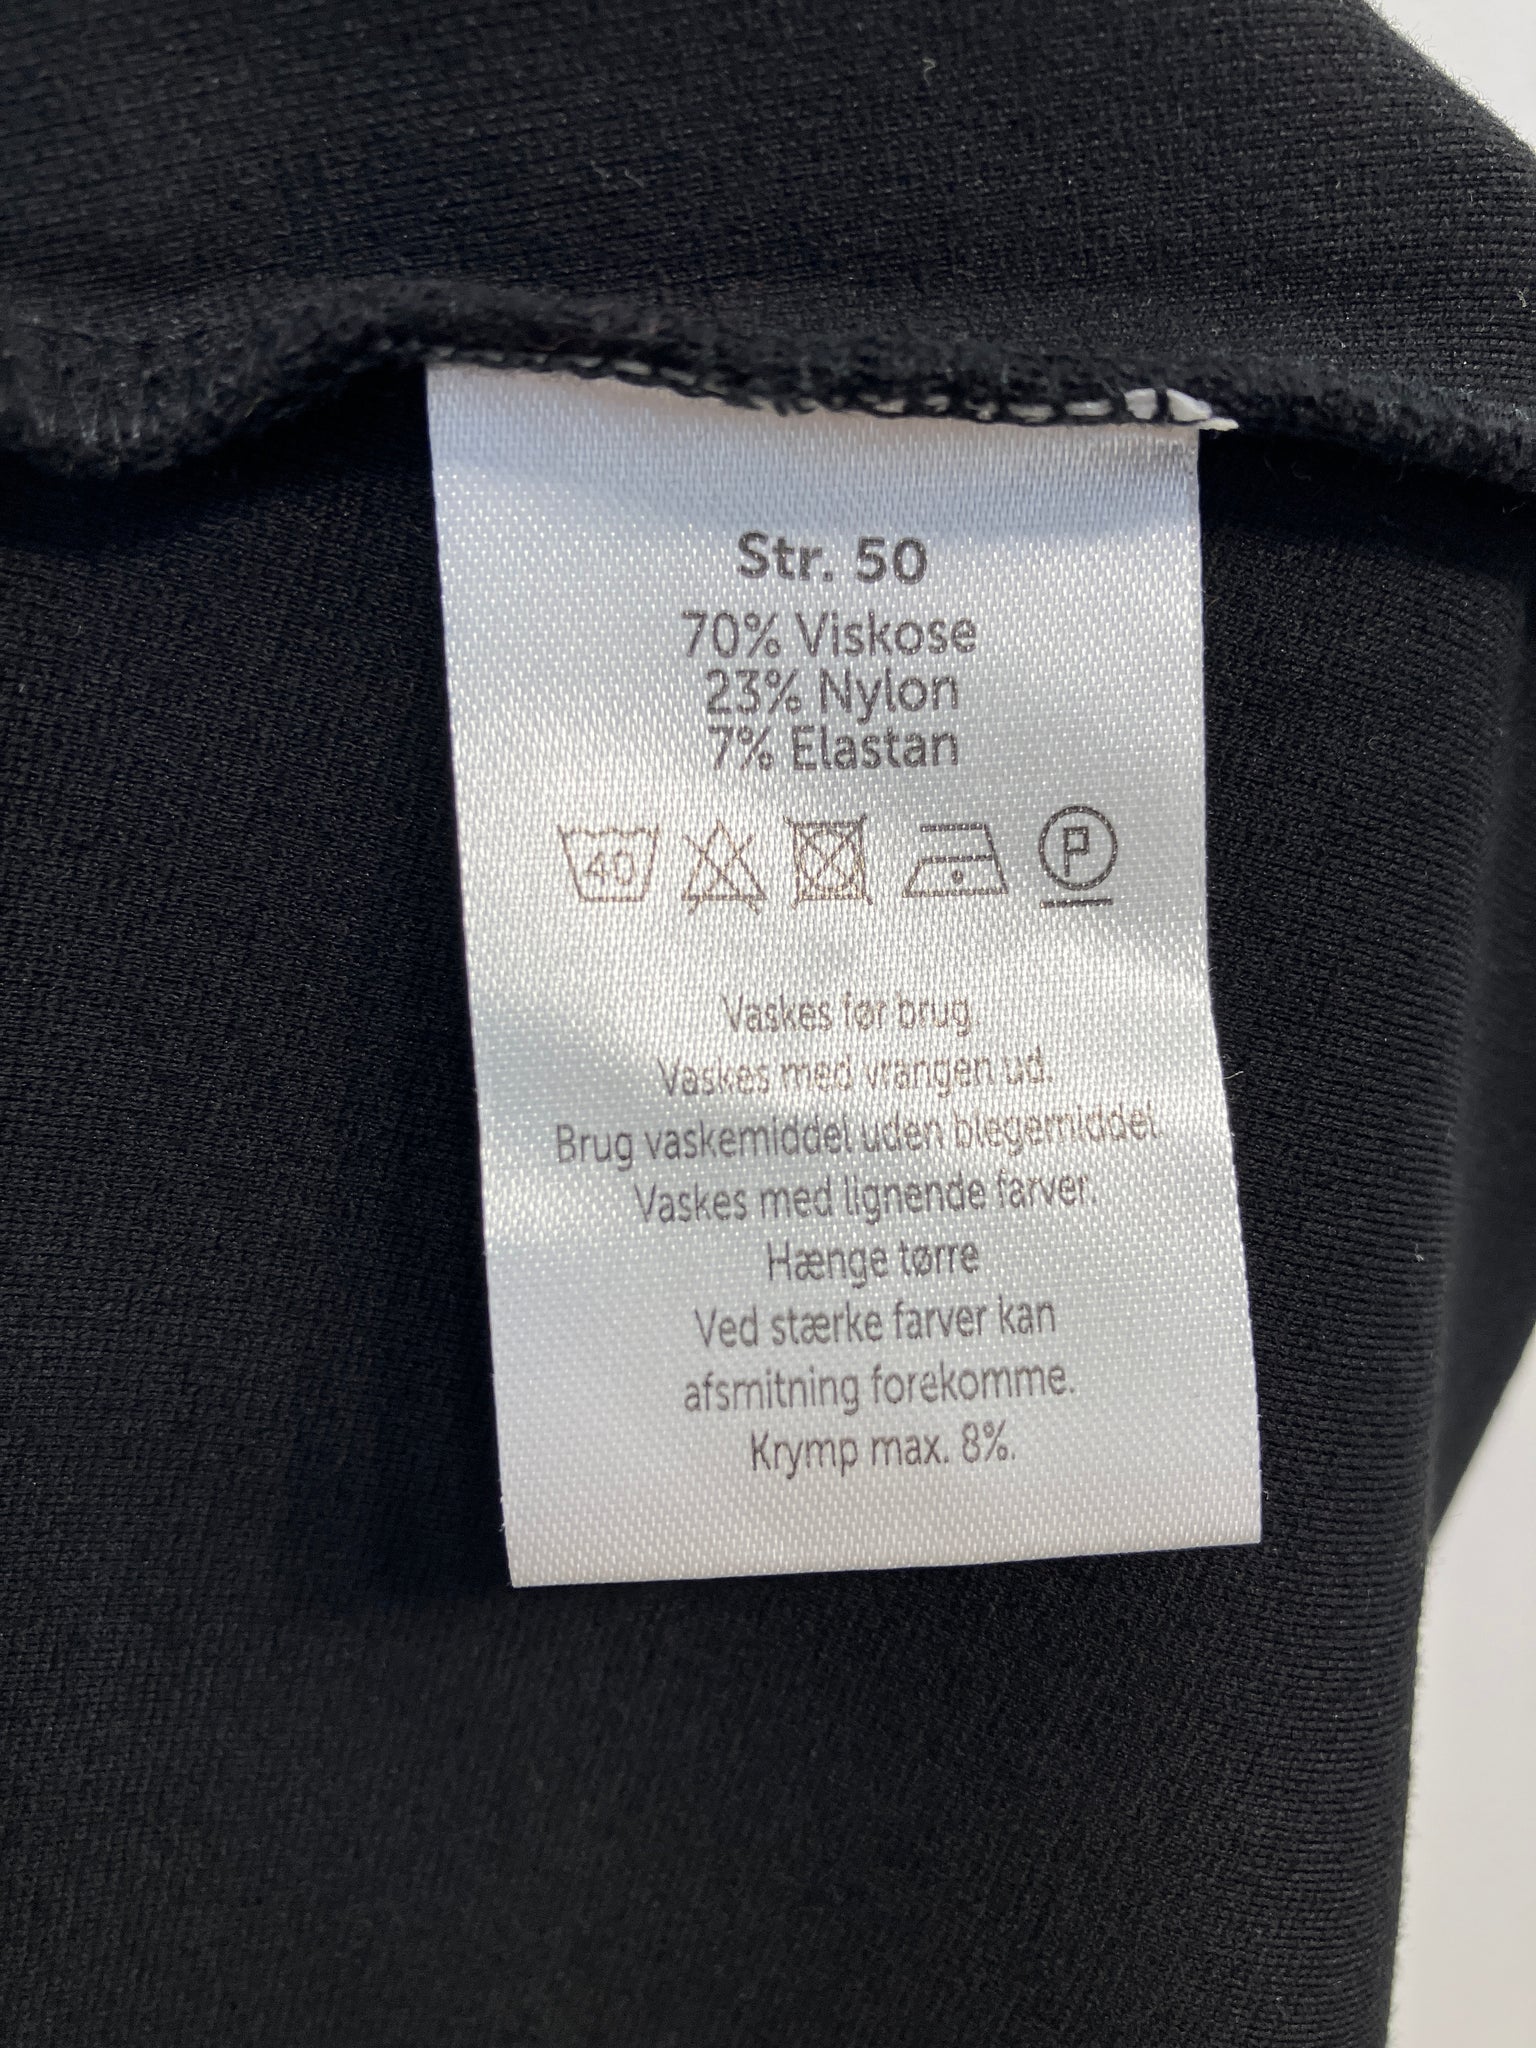 Str. 50
70% Viskose
23% Nylon
7% Elastan
40 P
Vaskes før brug
Vaskes med vrangen ud.
Brug vaskemiddel uden blegemiddel.
Vaskes med lignende farver.
Hænge tørre
Ved stærke farver kan
afsmitning forekomme.
Krymp max. 8%.